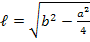 ℓ = √(b² − a²/4)